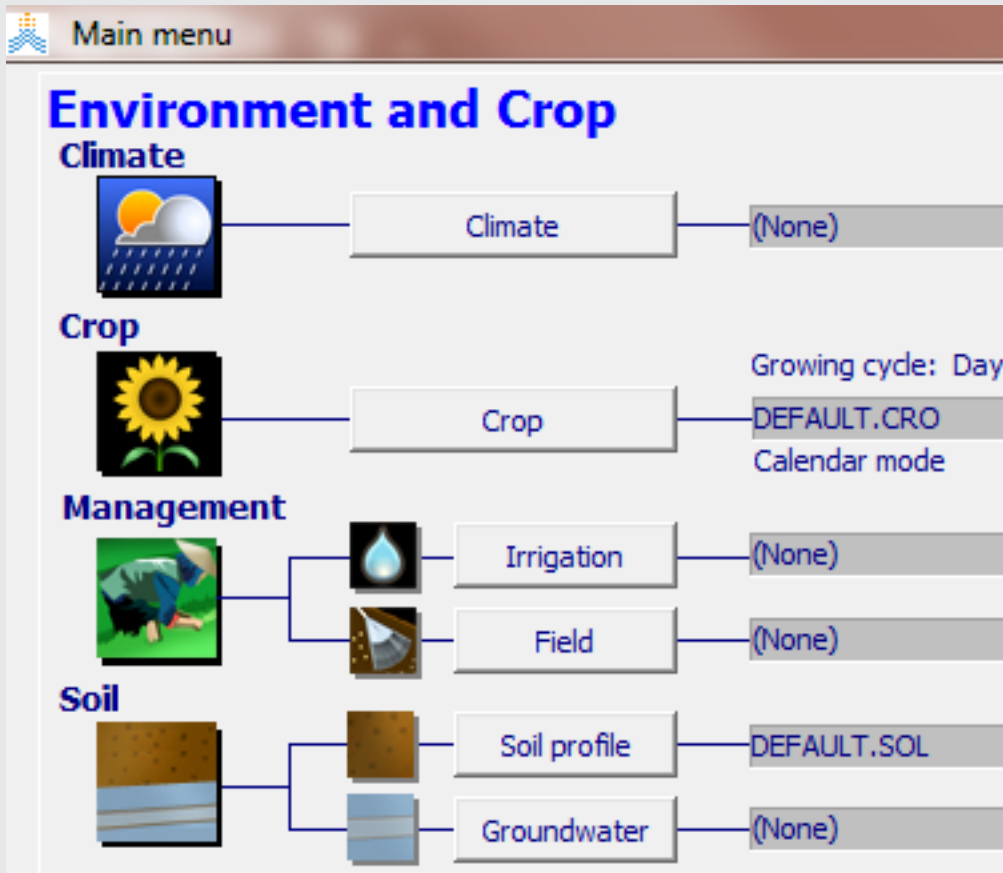 Main menu
Environment and Crop
Climate
Climate
(None)
Crop
Growing cycle: Day
Crop
DEFAULT.CRO
Calendar mode
Management
Irrigation
(None)
Field
(None)
Soil
Soil profile
DEFAULT.SOL
Groundwater
(None)